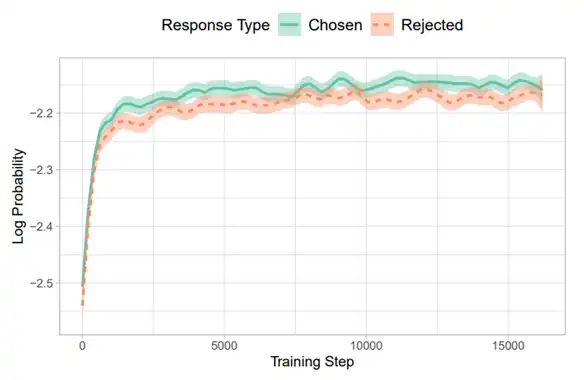 Response Type Chosen Rejected
−2.2
−2.3
−2.4
−2.5
Log Probability
0 5000 10000 15000
Training Step